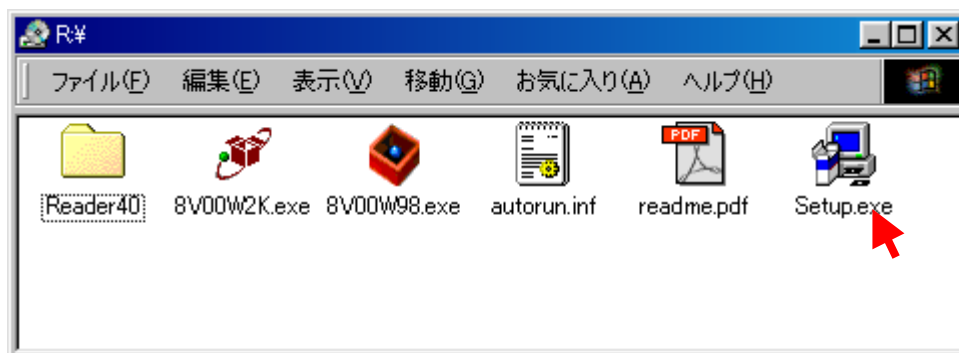 R:¥
ファイル(F) 編集(E) 表示(V) 移動(G) お気に入り(A) ヘルプ(H)
PDF
Reader40 8V00W2K.exe 8V00W98.exe autorun.inf readme.pdf Setup.exe